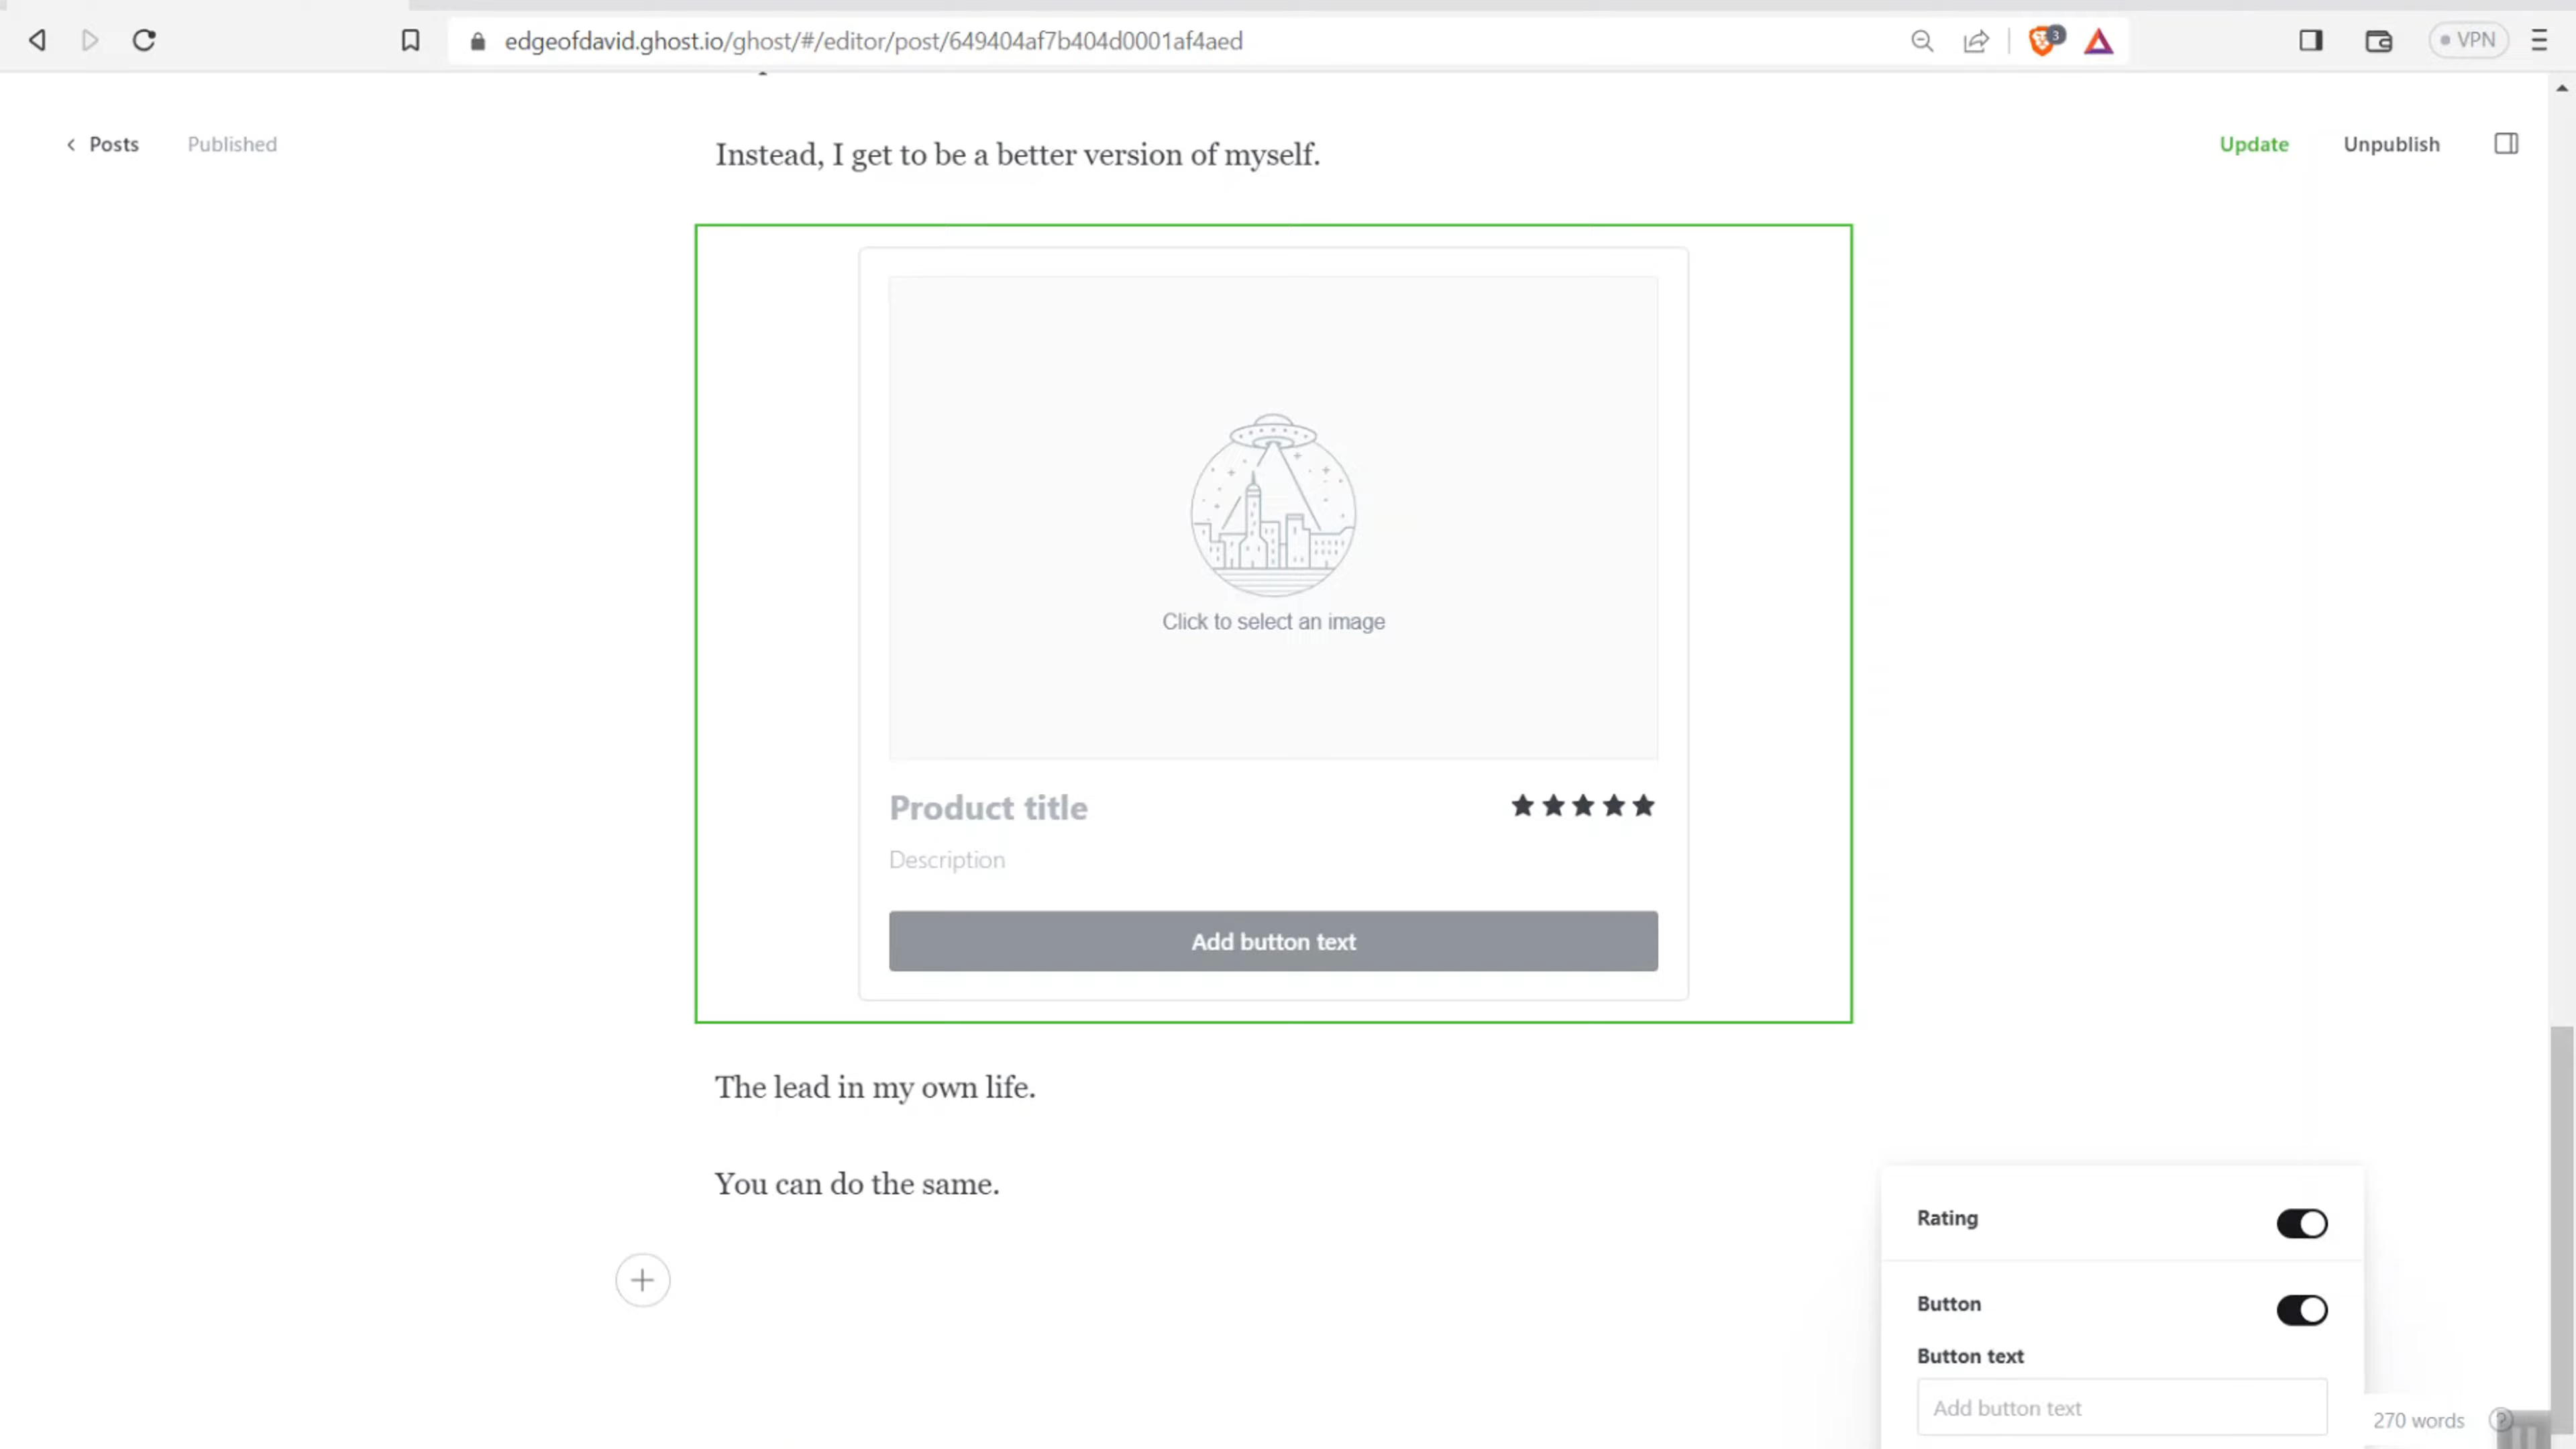 edgeofdavid.ghost.io/ghost/#/editor/post/649404af7b404d0001af4aed
3
VPN
Posts
Published
Update
Unpublish
Instead, I get to be a better version of myself.
Click to select an image
Product title
Description
Add button text
The lead in my own life.
You can do the same.
Rating
Button
Button text
Add button text
270 words
?